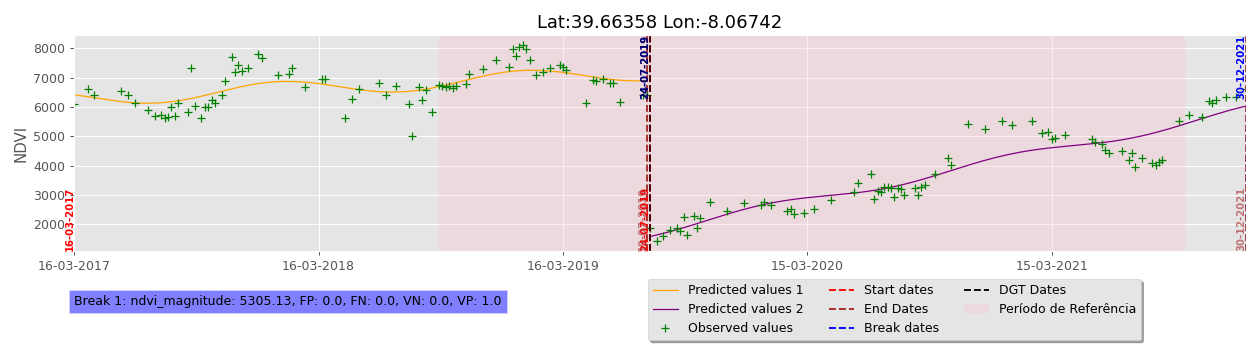 Lat:39.66358 Lon:-8.06742
NDVI
8000
7000
6000
5000
4000
3000
2000
16-03-2017
24-07-2019
24-07-2019
30-12-2021
30-12-2021
16-03-2017
16-03-2018
16-03-2019
15-03-2020
15-03-2021
Break 1: ndvi_magnitude: 5305.13, FP: 0.0, FN: 0.0, VN: 0.0, VP: 1.0
Predicted values 1
Predicted values 2
Observed values
Start dates
End Dates
Break dates
DGT Dates
Período de Referência